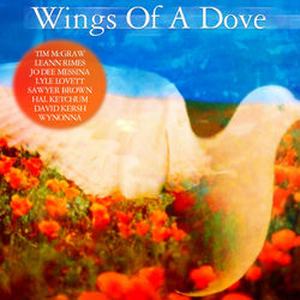 Wings Of A Dove
TIM McGRAW
LEANN RIMES
JO DEE MESSINA
LYLE LOVETT
SAWYER BROWN
HAL KETCHUM
DAVID KERSH
WYNONNA